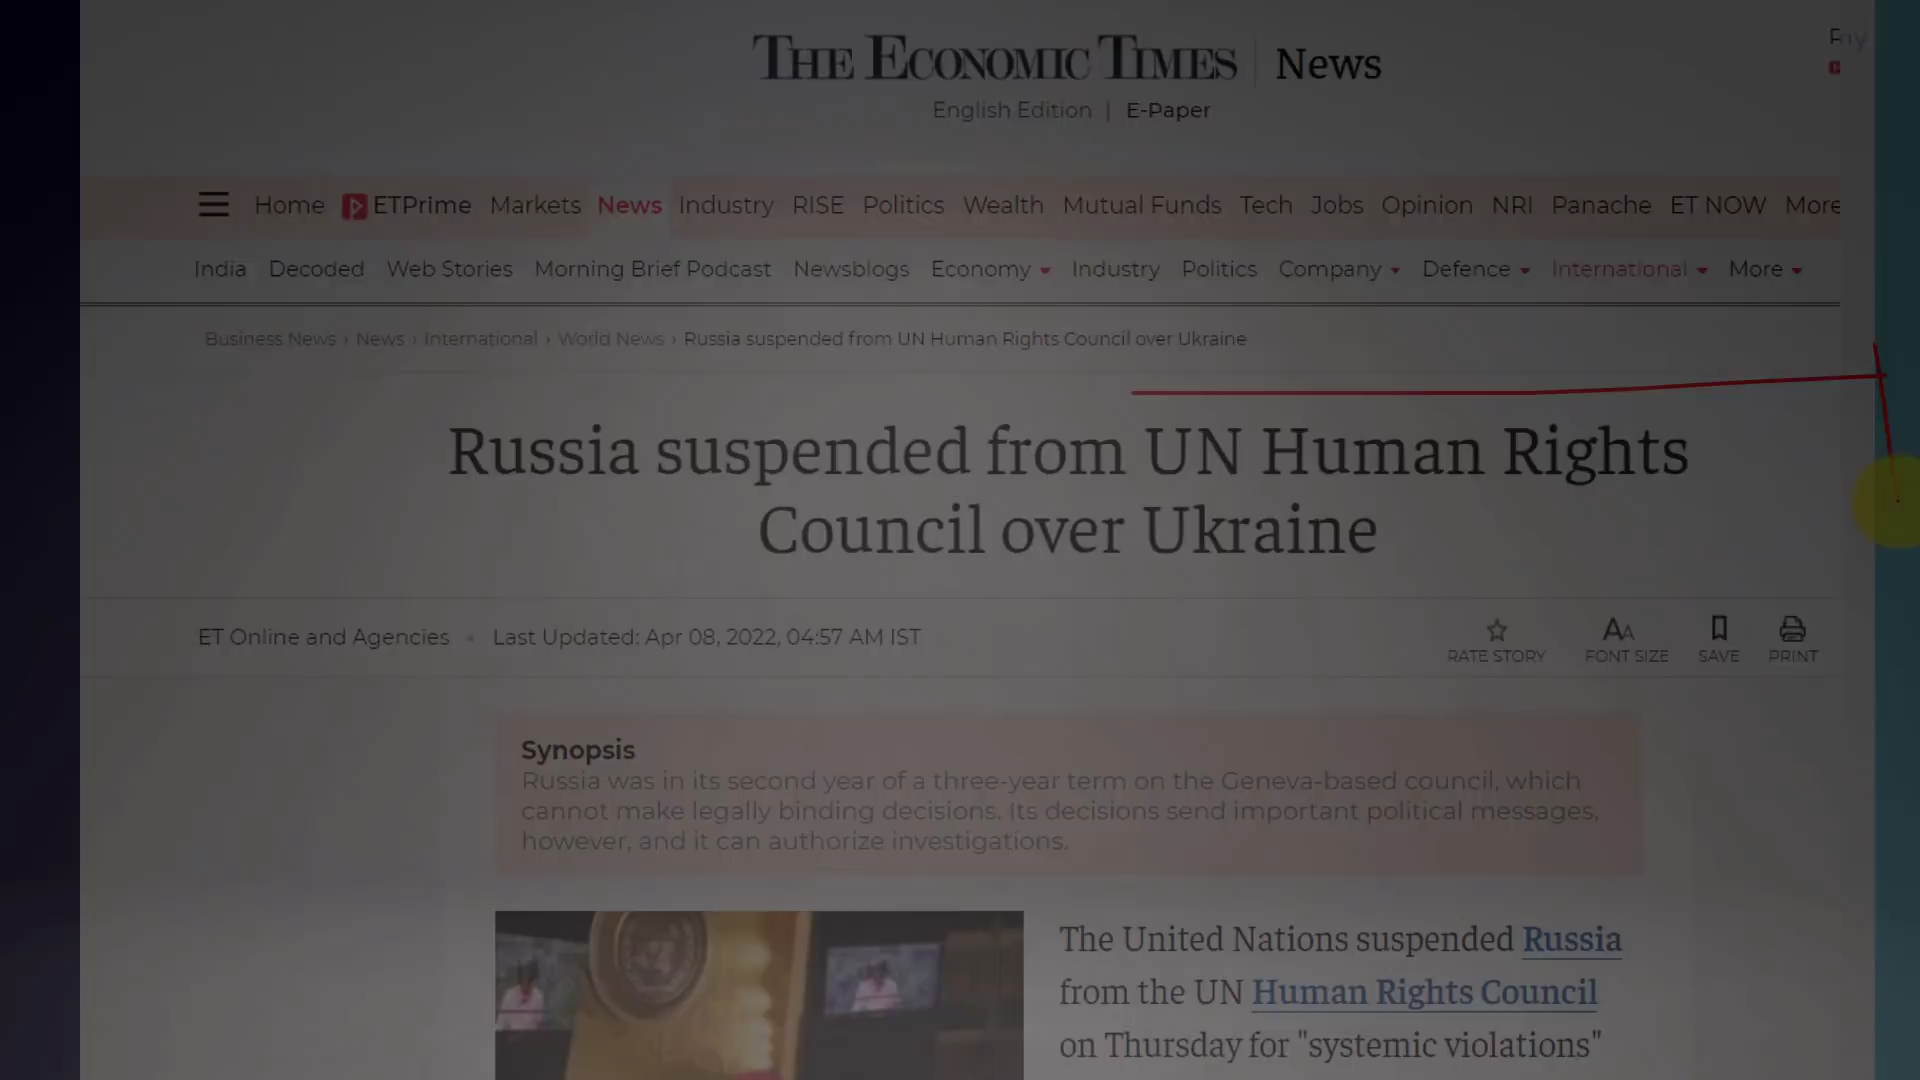 THE ECONOMIC TIMES | News
English Edition | E-Paper
Home ETPrime Markets News Industry RISE Politics Wealth Mutual Funds Tech Jobs Opinion NRI Panache ET NOW More
India Decoded Web Stories Morning Brief Podcast Newsblogs Economy Industry Politics Company Defence International More
Business News › News › International › World News › Russia suspended from UN Human Rights Council over Ukraine
Russia suspended from UN Human Rights
Council over Ukraine
ET Online and Agencies • Last Updated: Apr 08, 2022, 04:57 AM IST
RATE STORY FONT SIZE SAVE PRINT
Synopsis
Russia was in its second year of a three-year term on the Geneva-based council, which
cannot make legally binding decisions. Its decisions send important political messages,
however, and it can authorize investigations.
The United Nations suspended Russia
from the UN Human Rights Council
on Thursday for "systemic violations"